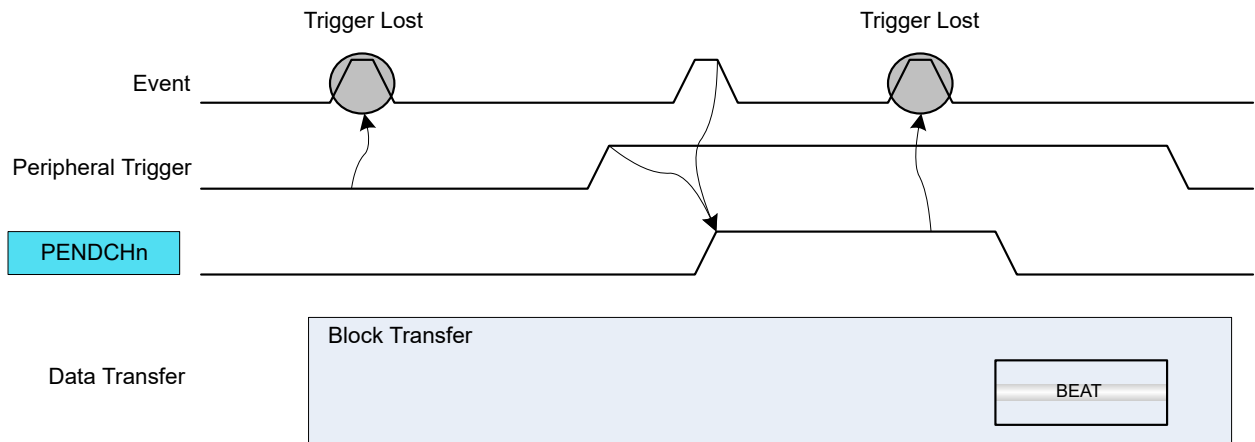 Trigger Lost
Trigger Lost
Event
Peripheral Trigger
PENDCHn
Block Transfer
Data Transfer
BEAT